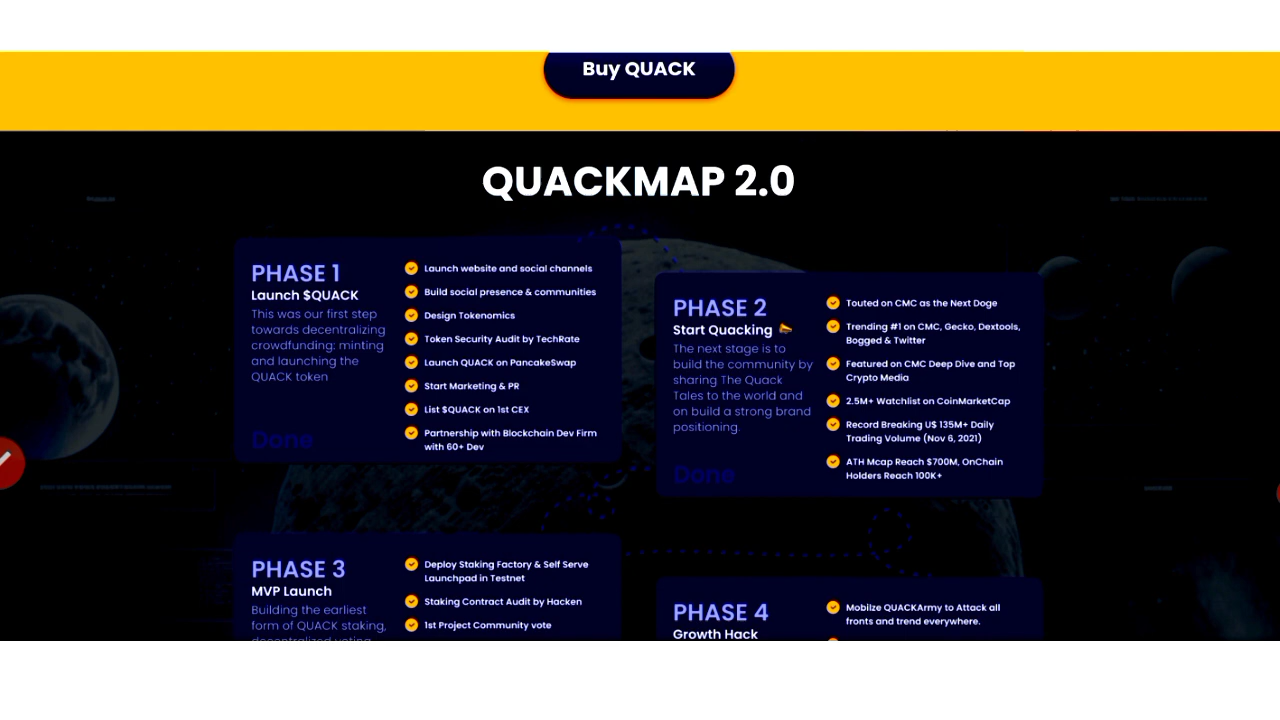 Buy QUACK
QUACKMAP 2.0
PHASE 1
Launch $QUACK
This was our first step
towards decentralizing
crowdfunding: minting
and launching the
QUACK token
Done
Launch website and social channels
Build social presence & communities
Design Tokenomics
Token Security Audit by TechRate
Launch QUACK on PancakeSwap
Start Marketing & PR
List $QUACK on 1st CEX
Partnership with Blockchain Dev Firm
with 60+ Dev
PHASE 2
Start Quacking
The next stage is to
build the community by
sharing The Quack
Tales to the world and
on build a strong brand
positioning.
Done
Touted on CMC as the Next Doge
Trending #1 on CMC, Gecko, Dextools,
Bogged & Twitter
Featured on CMC Deep Dive and Top
Crypto Media
2.5M+ Watchlist on CoinMarketCap
Record Breaking U$ 135M+ Daily
Trading Volume (Nov 6, 2021)
ATH Mcap Reach $700M, OnChain
Holders Reach 100K+
PHASE 3
MVP Launch
Building the earliest
form of QUACK staking,
decentralized voting
Deploy Staking Factory & Self Serve
Launchpad in Testnet
Staking Contract Audit by Hacken
1st Project Community vote
PHASE 4
Growth Hack
Mobilze QUACKArmy to Attack all
fronts and trend everywhere.